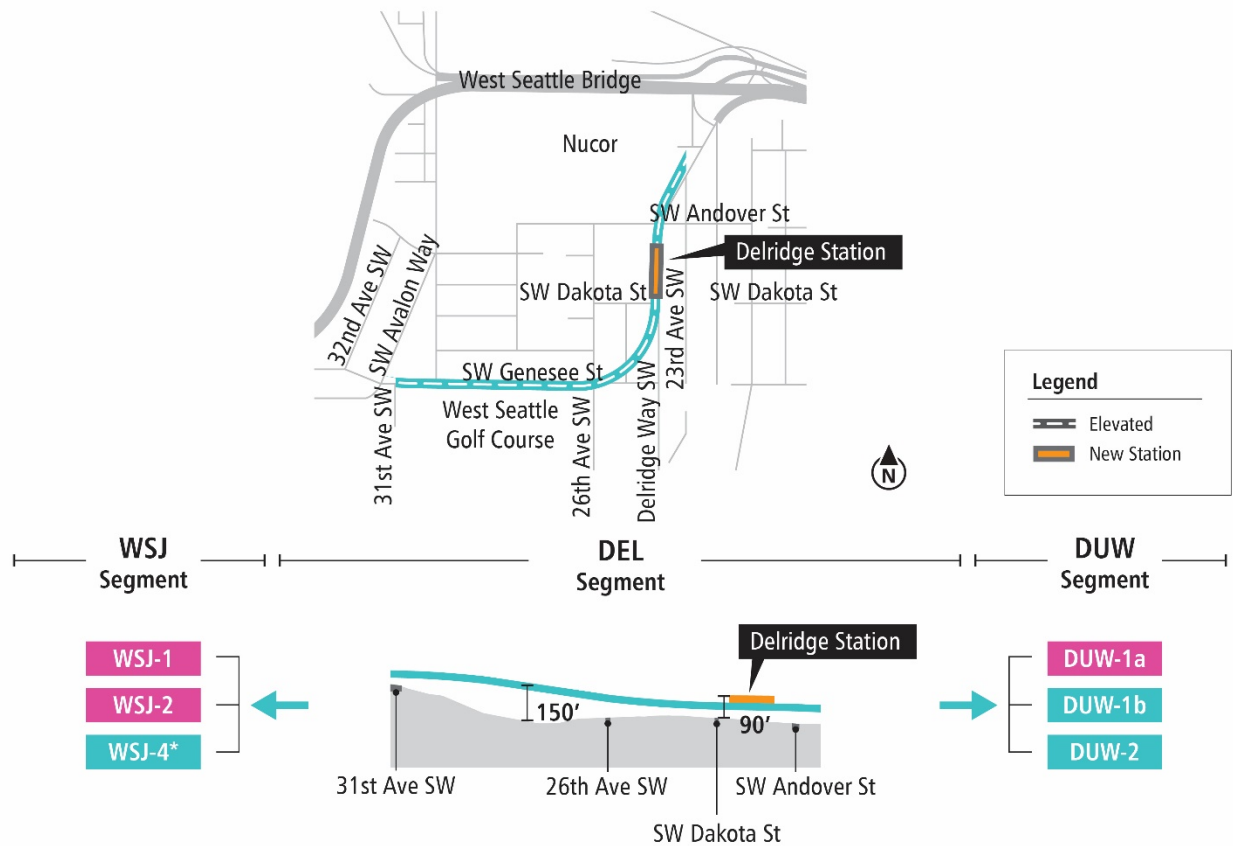 West Seattle Bridge
Nucor
SW Andover St
Delridge Station
32nd Ave SW
SW Avalon Way
SW Dakota St
23rd Ave SW
SW Dakota St
SW Genesee St
West Seattle
Golf Course
31st Ave SW
26th Ave SW
Delridge Way SW
N
Legend
Elevated
New Station
WSJ
Segment
DEL
Segment
DUW
Segment
WSJ-1
WSJ-2
WSJ-4*
Delridge Station
150’
90’
31st Ave SW
26th Ave SW
SW Andover St
SW Dakota St
DUW-1a
DUW-1b
DUW-2